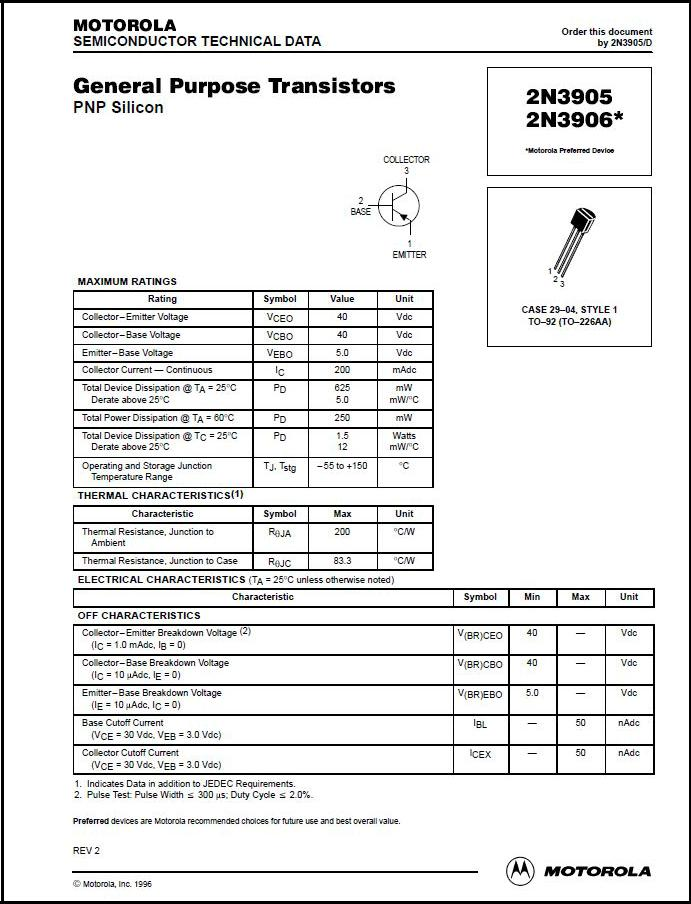 MOTOROLA
SEMICONDUCTOR TECHNICAL DATA
Order this document
by 2N3905/D
General Purpose Transistors
PNP Silicon
2N3905
2N3906*
*Motorola Preferred Device
COLLECTOR
3
2
BASE
1
EMITTER
1
2
3
CASE 29–04, STYLE 1
TO–92 (TO–226AA)
MAXIMUM RATINGS
Rating Symbol Value Unit
Collector–Emitter Voltage VCEO 40 Vdc
Collector–Base Voltage VCBO 40 Vdc
Emitter–Base Voltage VEBO 5.0 Vdc
Collector Current — Continuous IC 200 mAdc
Total Device Dissipation @ TA = 25°C PD 625 mW
Derate above 25°C 5.0 mW/°C
Total Power Dissipation @ TA = 60°C PD 250 mW
Total Device Dissipation @ TC = 25°C PD 1.5 Watts
Derate above 25°C 12 mW/°C
Operating and Storage Junction TJ, Tstg –55 to +150 °C
Temperature Range
THERMAL CHARACTERISTICS(1)
Characteristic Symbol Max Unit
Thermal Resistance, Junction to RθJA 200 °C/W
Ambient
Thermal Resistance, Junction to Case RθJC 83.3 °C/W
ELECTRICAL CHARACTERISTICS (TA = 25°C unless otherwise noted)
Characteristic Symbol Min Max Unit
OFF CHARACTERISTICS
Collector–Emitter Breakdown Voltage (2) V(BR)CEO 40 — Vdc
(IC = 1.0 mAdc, IB = 0)
Collector–Base Breakdown Voltage V(BR)CBO 40 — Vdc
(IC = 10 μAdc, IE = 0)
Emitter–Base Breakdown Voltage V(BR)EBO 5.0 — Vdc
(IE = 10 μAdc, IC = 0)
Base Cutoff Current IBL — 50 nAdc
(VCE = 30 Vdc, VEB = 3.0 Vdc)
Collector Cutoff Current ICEX — 50 nAdc
(VCE = 30 Vdc, VEB = 3.0 Vdc)
1. Indicates Data in addition to JEDEC Requirements.
2. Pulse Test: Pulse Width ≤ 300 μs; Duty Cycle ≤ 2.0%.
Preferred devices are Motorola recommended choices for future use and best overall value.
REV 2
MOTOROLA
© Motorola, Inc. 1996